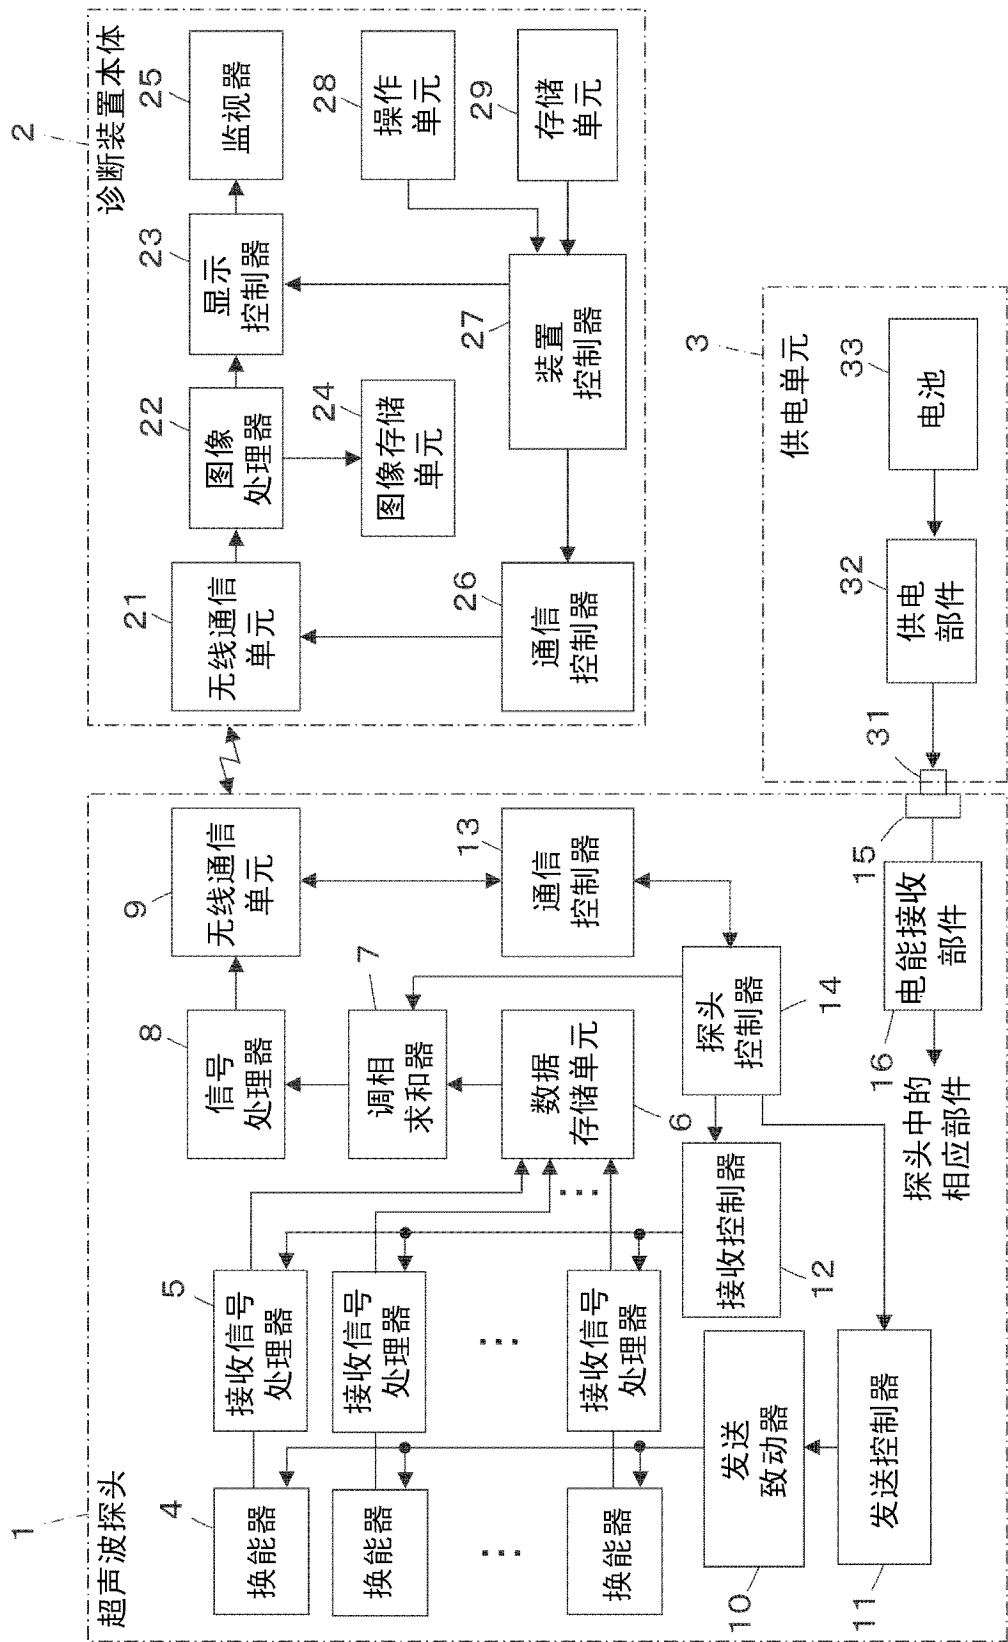 1
超声波探头
4
换能器
换能器
...
换能器
5
接收信号
处理器
接收信号
处理器
...
接收信号
处理器
...
8
信号
处理器
7
调相
求和器
数据
存储单元
6
9
无线通信
单元
13
通信
控制器
探头
控制器
14
接收控制器
12
发送
致动器
10
发送控制器
11
15
电能接收
部件
16
探头中的
相应部件
2
诊断装置本体
21
无线通信
单元
22
图像
处理器
23
显示
控制器
25
监视器
24
图像存储
单元
26
通信
控制器
27
装置
控制器
28
操作
单元
29
存储
单元
3
供电单元
31
32
供电
部件
33
电池